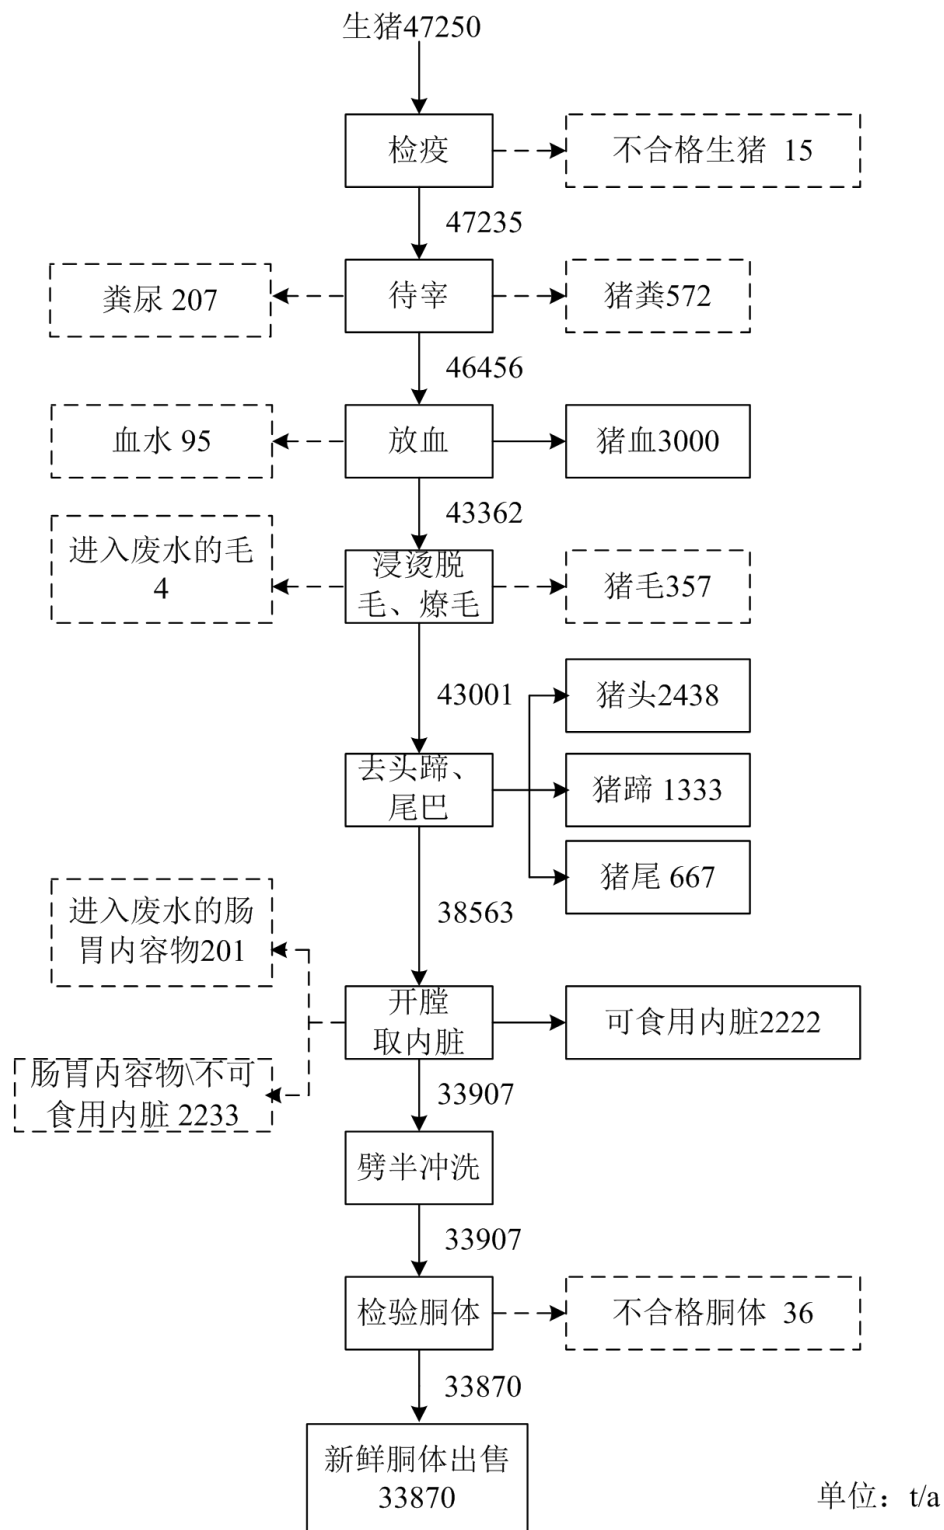 生猪47250
检疫
不合格生猪 15
47235
粪尿 207
待宰
猪粪572
46456
血水 95
放血
猪血3000
43362
进入废水的毛
4
浸烫脱
毛、燎毛
猪毛357
43001
猪头2438
去头蹄、
尾巴
猪蹄 1333
猪尾 667
38563
进入废水的肠
胃内容物201
开膛
取内脏
可食用内脏2222
肠胃内容物\不可
食用内脏 2233
33907
劈半冲洗
33907
检验胴体
不合格胴体 36
33870
新鲜胴体出售
33870
单位：t/a